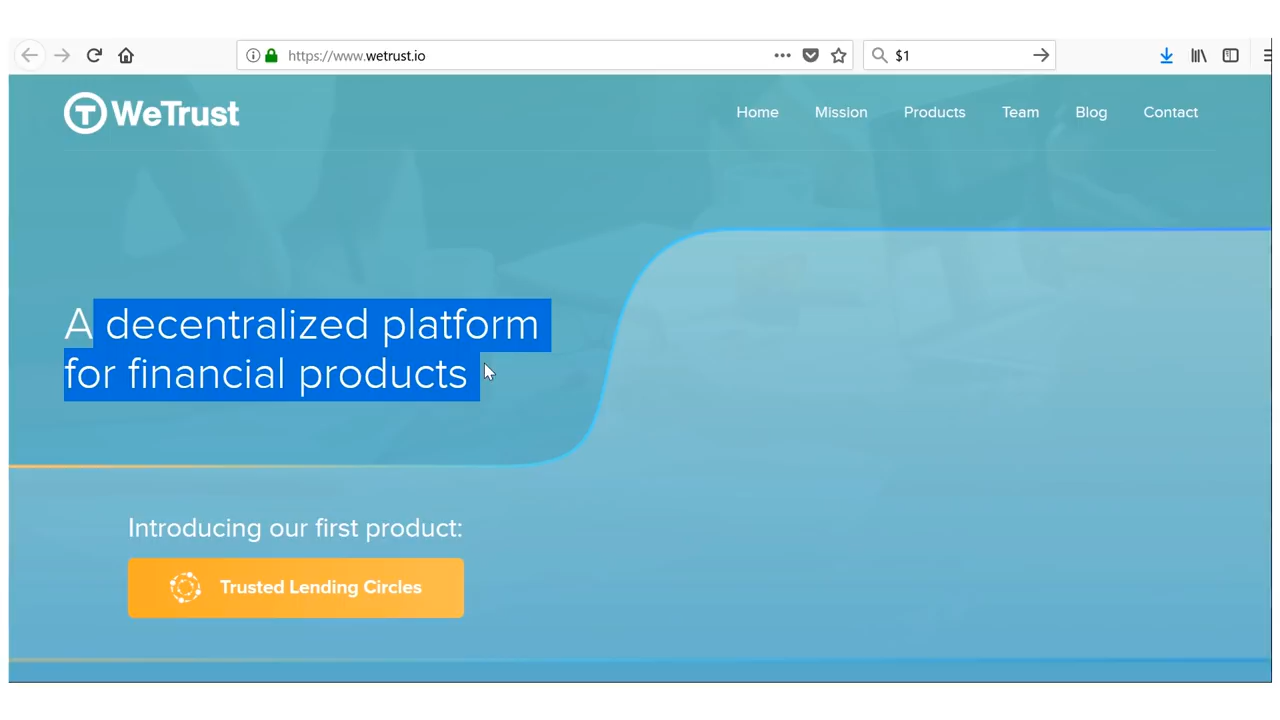 https://www.wetrust.io
$1
WeTrust
Home Mission Products Team Blog Contact
A decentralized platform
for financial products
Introducing our first product:
Trusted Lending Circles